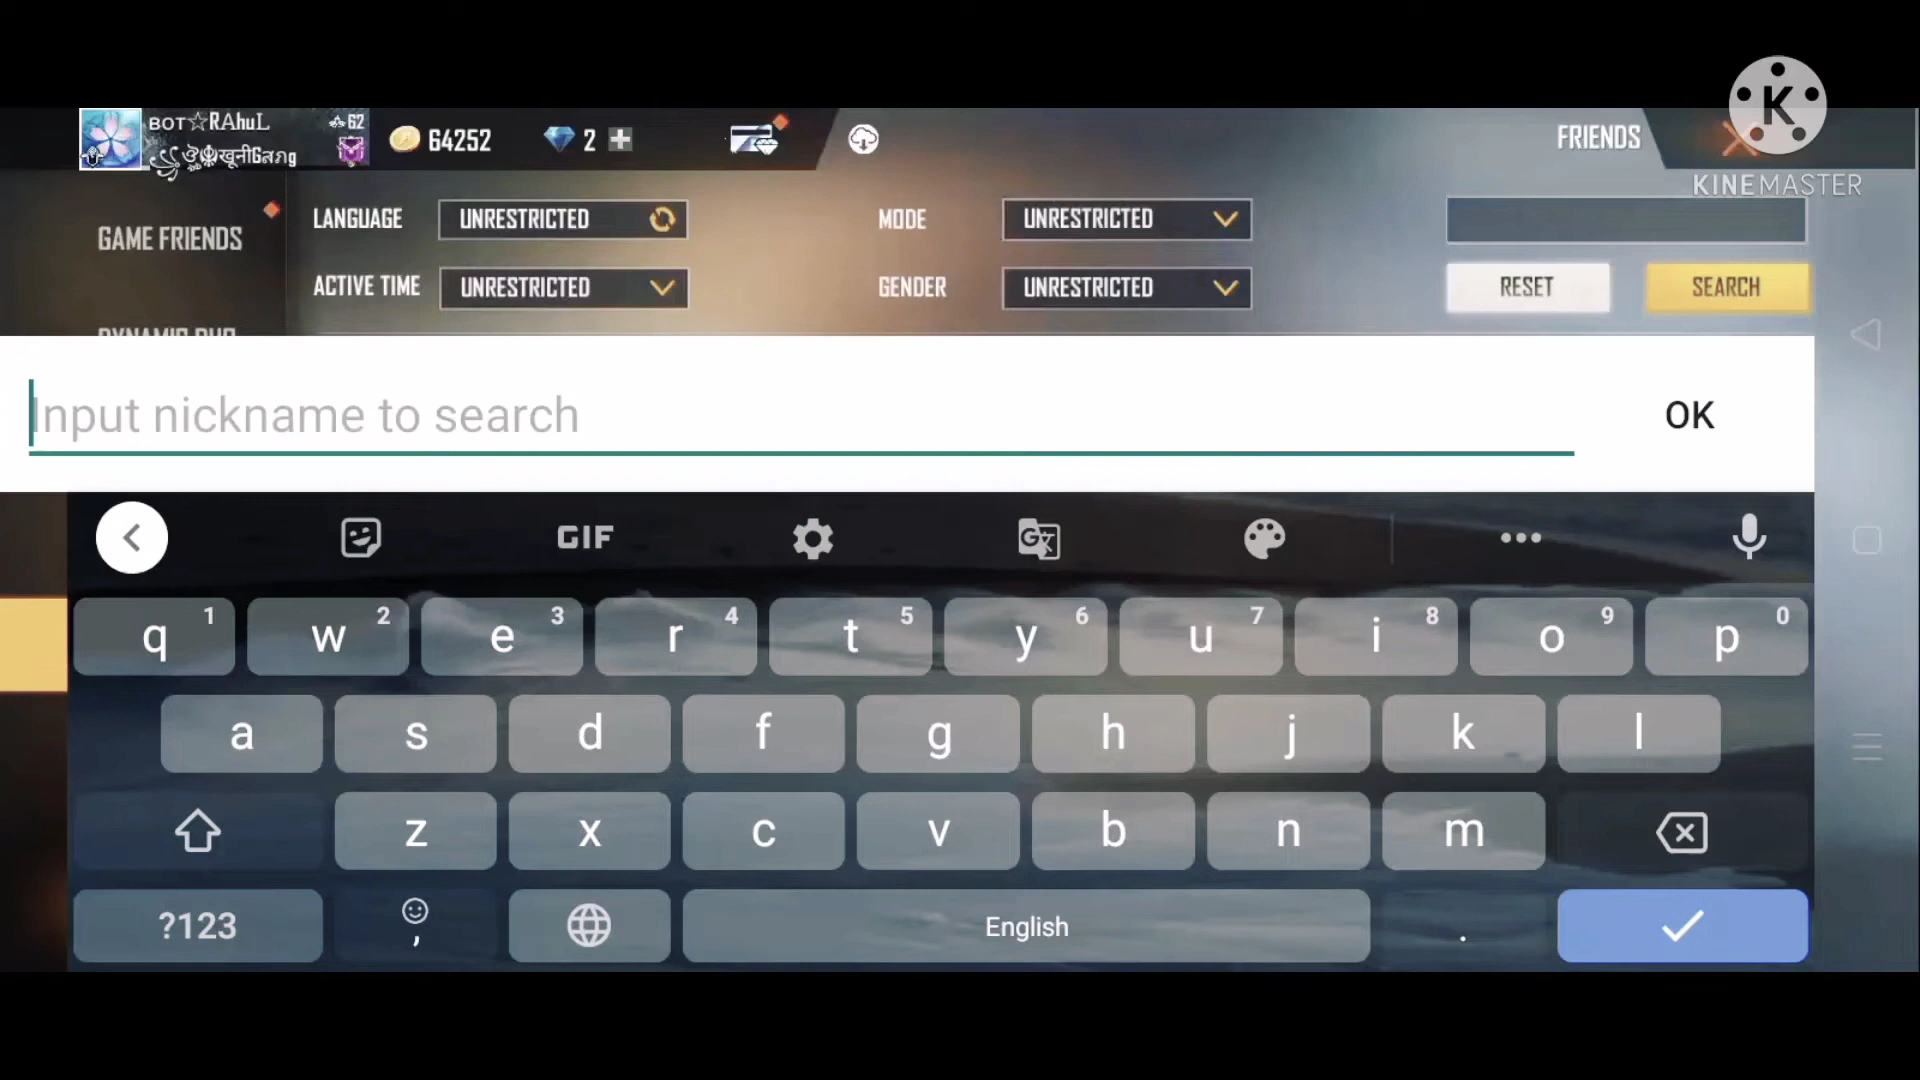 BOT☆RAhuL
62
64252
2
FRIENDS
K
KINEMASTER
GAME FRIENDS
LANGUAGE
UNRESTRICTED
MODE
UNRESTRICTED
ACTIVE TIME
UNRESTRICTED
GENDER
UNRESTRICTED
RESET
SEARCH
Input nickname to search
OK
GIF
q 1 w 2 e 3 r 4 t 5 y 6 u 7 i 8 o 9 p 0
a s d f g h j k l
z x c v b n m
?123 , English .